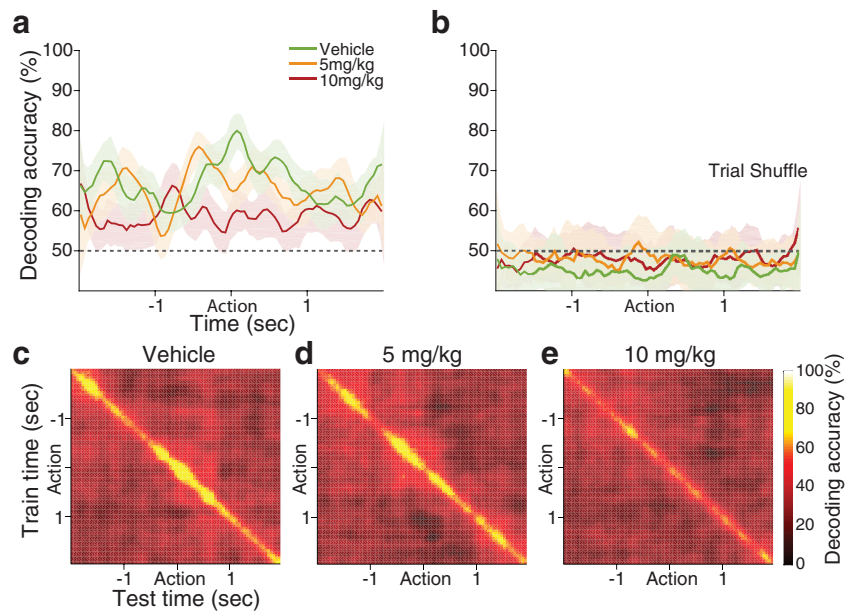 a
100
90
80
70
60
50
Decoding accuracy (%)
-1
Action
1
Time (sec)
Vehicle
5mg/kg
10mg/kg
b
100
90
80
70
60
50
Trial Shuffle
-1
Action
1
c
Vehicle
Train time (sec)
-1
Action
1
-1
Action
1
Test time (sec)
d
5 mg/kg
-1
Action
1
-1
Action
1
e
10 mg/kg
-1
Action
1
-1
Action
1
100
80
60
40
20
0
Decoding accuracy (%)